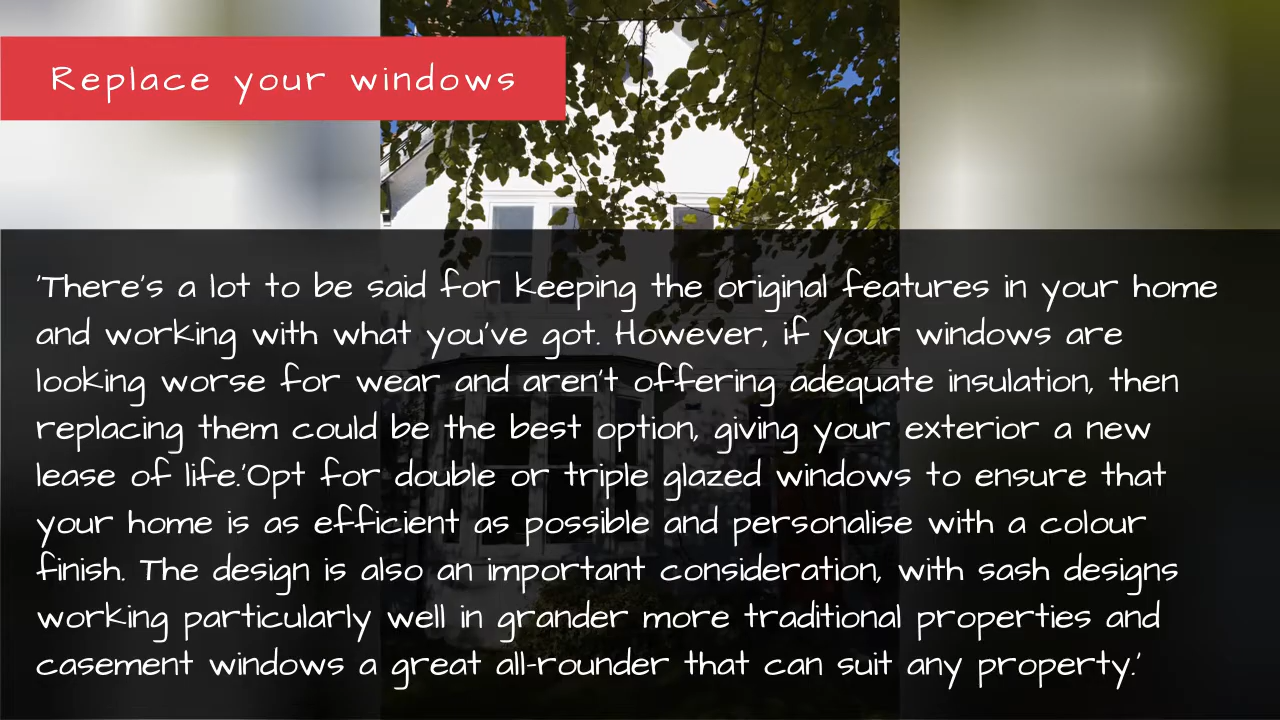 Replace your windows
'There's a lot to be said for keeping the original features in your home
and working with what you've got. However, if your windows are
looking worse for wear and aren't offering adequate insulation, then
replacing them could be the best option, giving your exterior a new
lease of life.'Opt for double or triple glazed windows to ensure that
your home is as efficient as possible and personalise with a colour
finish. The design is also an important consideration, with sash designs
working particularly well in grander more traditional properties and
casement windows a great all-rounder that can suit any property.'